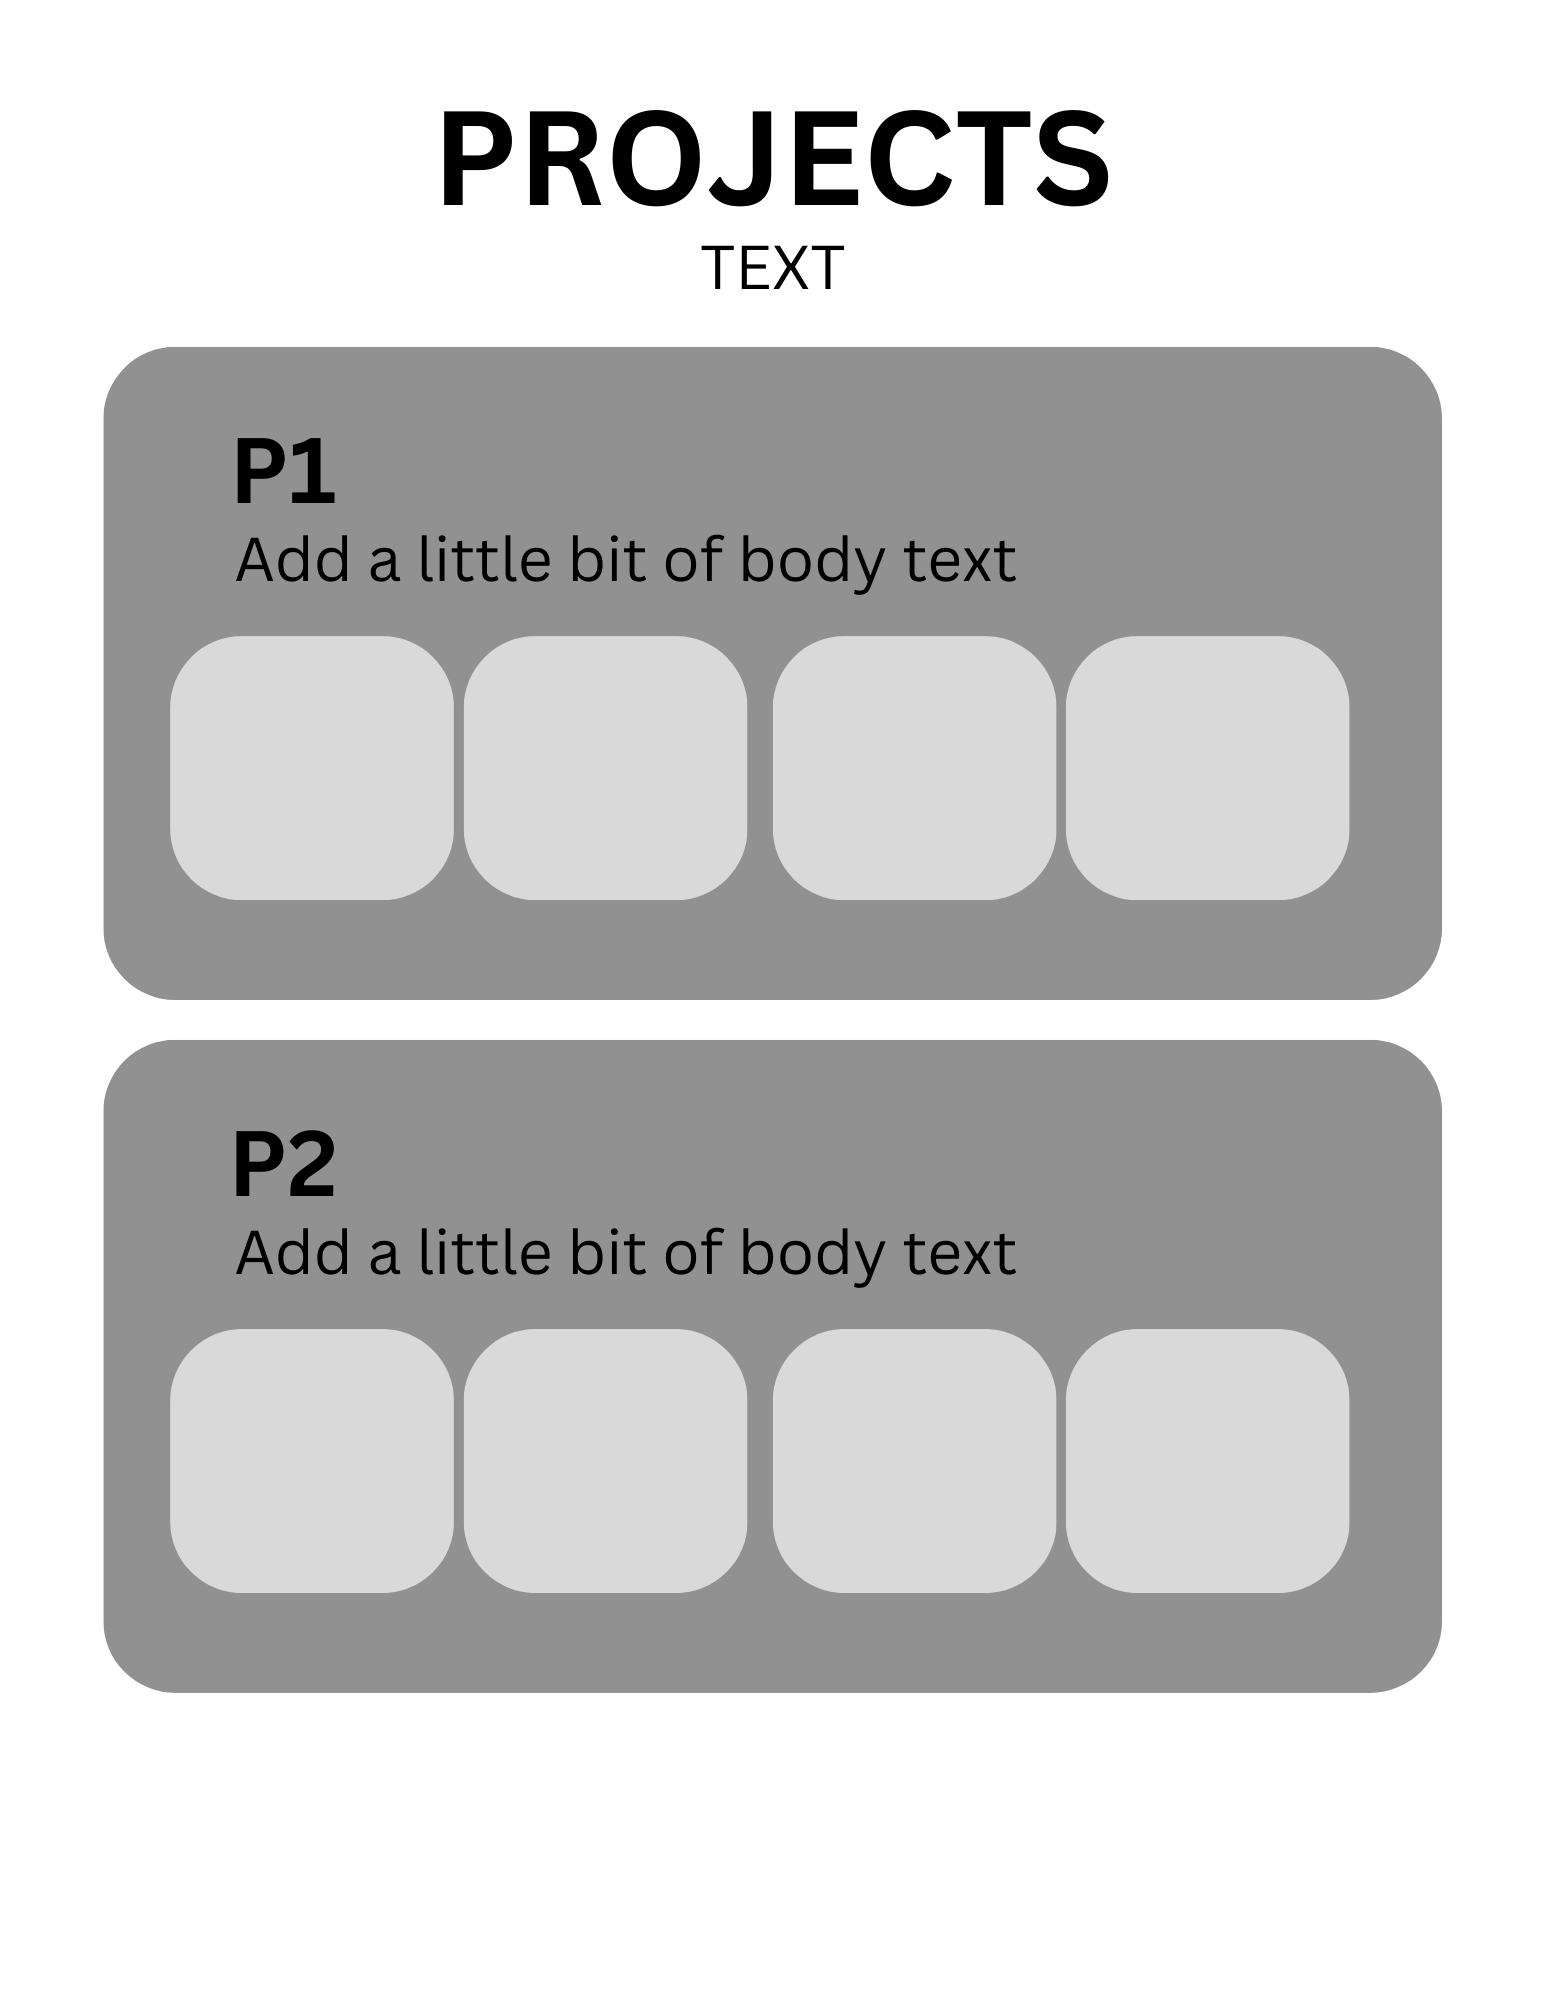 PROJECTS
TEXT
P1
Add a little bit of body text
P2
Add a little bit of body text